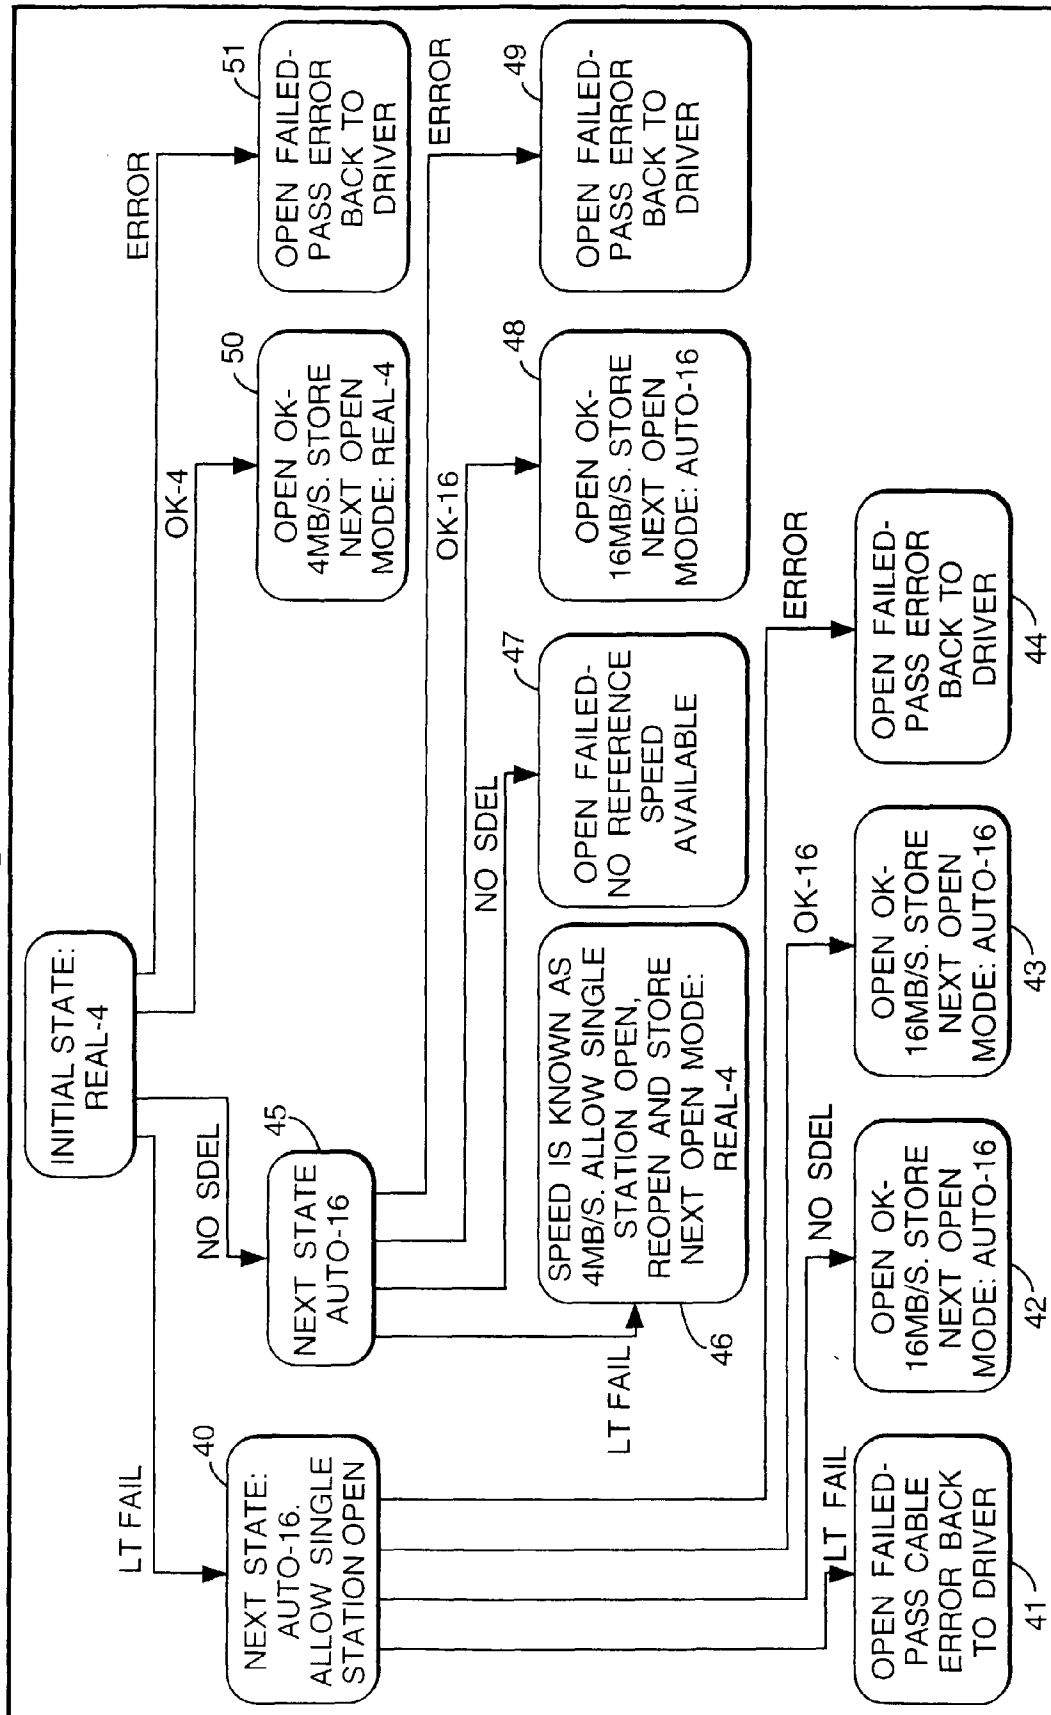 INITIAL STATE:
REAL-4
LT FAIL
NO SDEL
OK-4
ERROR
40
NEXT STATE:
AUTO-16.
ALLOW SINGLE
STATION OPEN
45
NEXT STATE
AUTO-16
50
OPEN OK-
4MB/S. STORE
NEXT OPEN
MODE: REAL-4
51
OPEN FAILED-
PASS ERROR
BACK TO
DRIVER
LT FAIL
NO SDEL
OK-16
ERROR
46
SPEED IS KNOWN AS
4MB/S. ALLOW SINGLE
STATION OPEN,
REOPEN AND STORE
NEXT OPEN MODE:
REAL-4
47
OPEN FAILED-
NO REFERENCE
SPEED
AVAILABLE
48
OPEN OK-
16MB/S. STORE
NEXT OPEN
MODE: AUTO-16
49
OPEN FAILED-
PASS ERROR
BACK TO
DRIVER
LT FAIL
NO SDEL
OK-16
ERROR
OPEN FAILED-
PASS CABLE
ERROR BACK
TO DRIVER
41
OPEN OK-
16MB/S. STORE
NEXT OPEN
MODE: AUTO-16
42
OPEN OK-
16MB/S. STORE
NEXT OPEN
MODE: AUTO-16
43
OPEN FAILED-
PASS ERROR
BACK TO
DRIVER
44